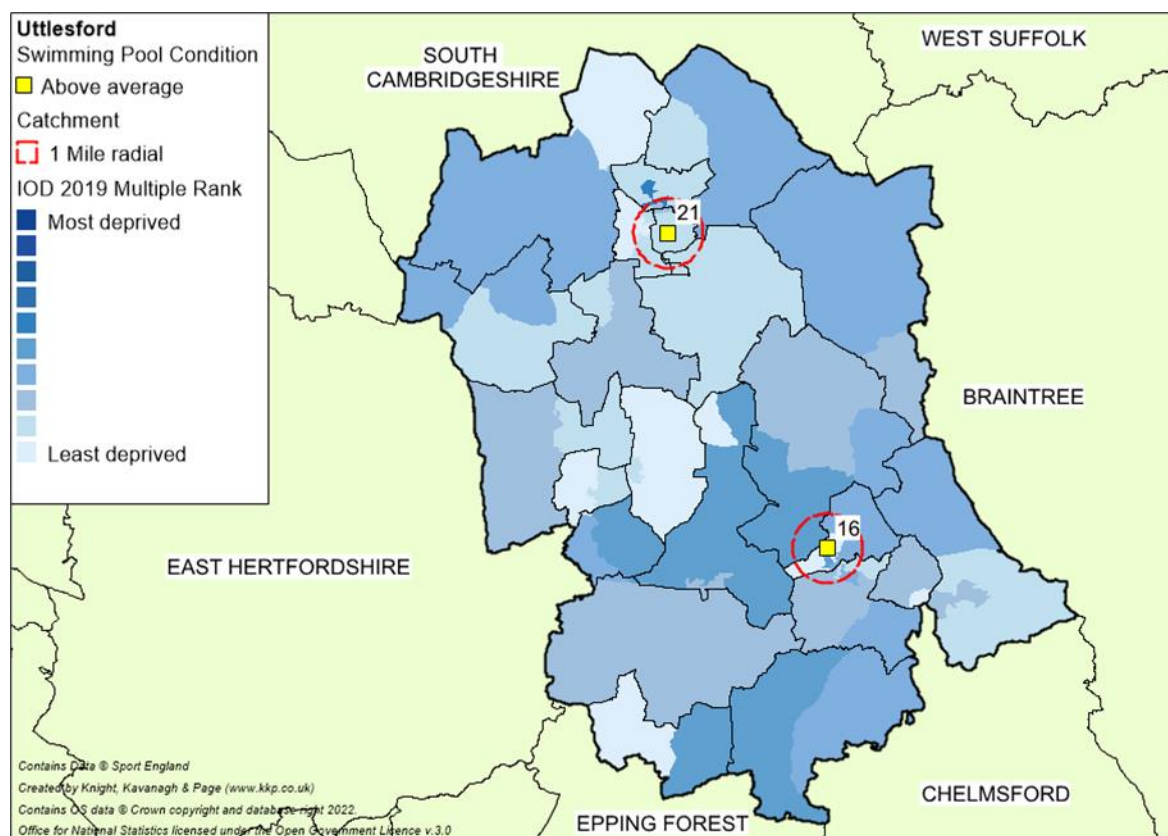 Uttlesford
Swimming Pool Condition
Above average
Catchment
1 Mile radial
IOD 2019 Multiple Rank
Most deprived
Least deprived
SOUTH
CAMBRIDGESHIRE
WEST SUFFOLK
21
BRAINTREE
16
EAST HERTFORDSHIRE
CHELMSFORD
EPPING FOREST
Contains Data © Sport England
Created by Knight, Kavanagh & Page (www.kkp.co.uk)
Contains OS data © Crown copyright and database right 2022.
Office for National Statistics licensed under the Open Government Licence v.3.0